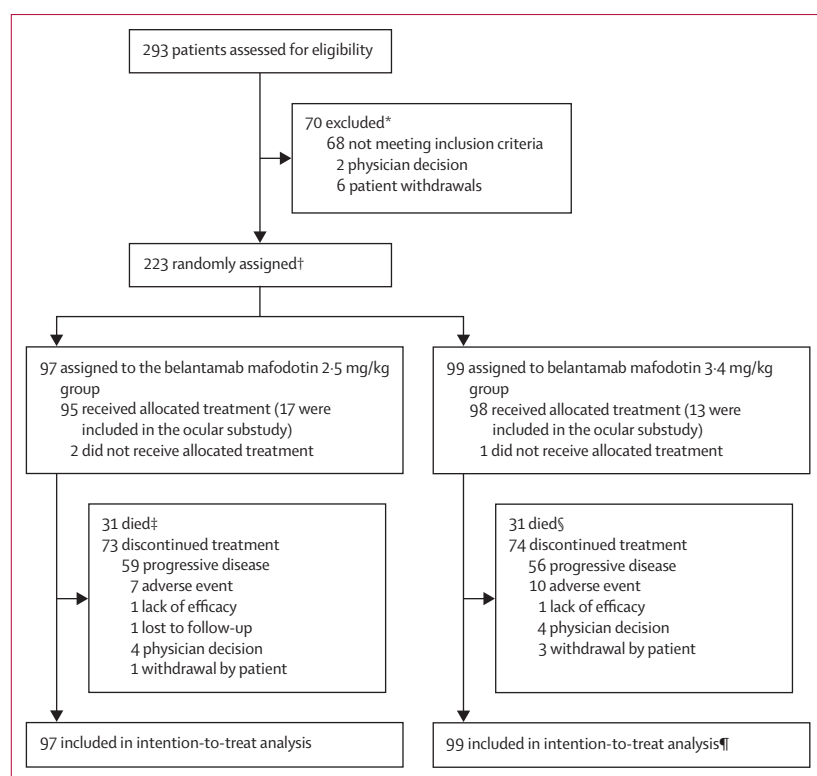 293 patients assessed for eligibility
70 excluded*
68 not meeting inclusion criteria
2 physician decision
6 patient withdrawals
223 randomly assigned†
97 assigned to the belantamab mafodotin 2·5 mg/kg
group
95 received allocated treatment (17 were
included in the ocular substudy)
2 did not receive allocated treatment
99 assigned to belantamab mafodotin 3·4 mg/kg
group
98 received allocated treatment (13 were
included in the ocular substudy)
1 did not receive allocated treatment
31 died‡
73 discontinued treatment
59 progressive disease
7 adverse event
1 lack of efficacy
1 lost to follow-up
4 physician decision
1 withdrawal by patient
31 died§
74 discontinued treatment
56 progressive disease
10 adverse event
1 lack of efficacy
4 physician decision
3 withdrawal by patient
97 included in intention-to-treat analysis
99 included in intention-to-treat analysis¶